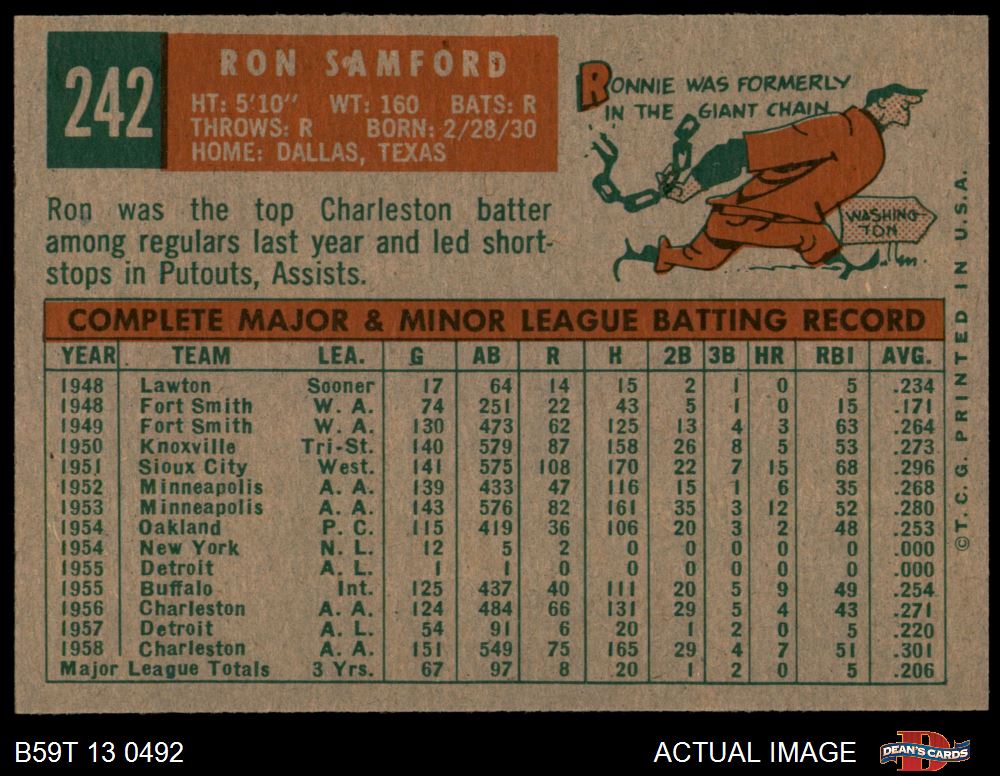 242
RON SAMFORD
HT: 5'10" WT: 160 BATS: R
THROWS: R BORN: 2/28/30
HOME: DALLAS, TEXAS
RONNIE WAS FORMERLY
IN THE GIANT CHAIN
WASHING-
TON
Ron was the top Charleston batter
among regulars last year and led short-
stops in Putouts, Assists.
COMPLETE MAJOR & MINOR LEAGUE BATTING RECORD
YEAR TEAM LEA. G AB R H 2B 3B HR RBI AVG.
1948 Lawton Sooner 17 64 14 15 2 1 0 5 .234
1948 Fort Smith W. A. 74 251 22 43 5 1 0 15 .171
1949 Fort Smith W. A. 130 473 62 125 13 4 3 63 .264
1950 Knoxville Tri-St. 140 579 87 158 26 8 5 53 .273
1951 Sioux City West. 141 575 108 170 22 7 15 68 .296
1952 Minneapolis A. A. 139 433 47 116 15 1 6 35 .268
1953 Minneapolis A. A. 143 576 82 161 35 3 12 52 .280
1954 Oakland P. C. 115 419 36 106 20 3 2 48 .253
1954 New York N. L. 12 5 2 0 0 0 0 0 .000
1955 Detroit A. L. 1 1 0 0 0 0 0 0 .000
1955 Buffalo Int. 125 437 40 111 20 5 9 49 .254
1956 Charleston A. A. 124 484 66 131 29 5 4 43 .271
1957 Detroit A. L. 54 91 6 20 1 2 0 5 .220
1958 Charleston A. A. 151 549 75 165 29 4 7 51 .301
Major League Totals 3 Yrs. 67 97 8 20 1 2 0 5 .206
©T. C. G. PRINTED IN U.S.A.
B59T 13 0492
ACTUAL IMAGE
D
DEAN'S CARDS